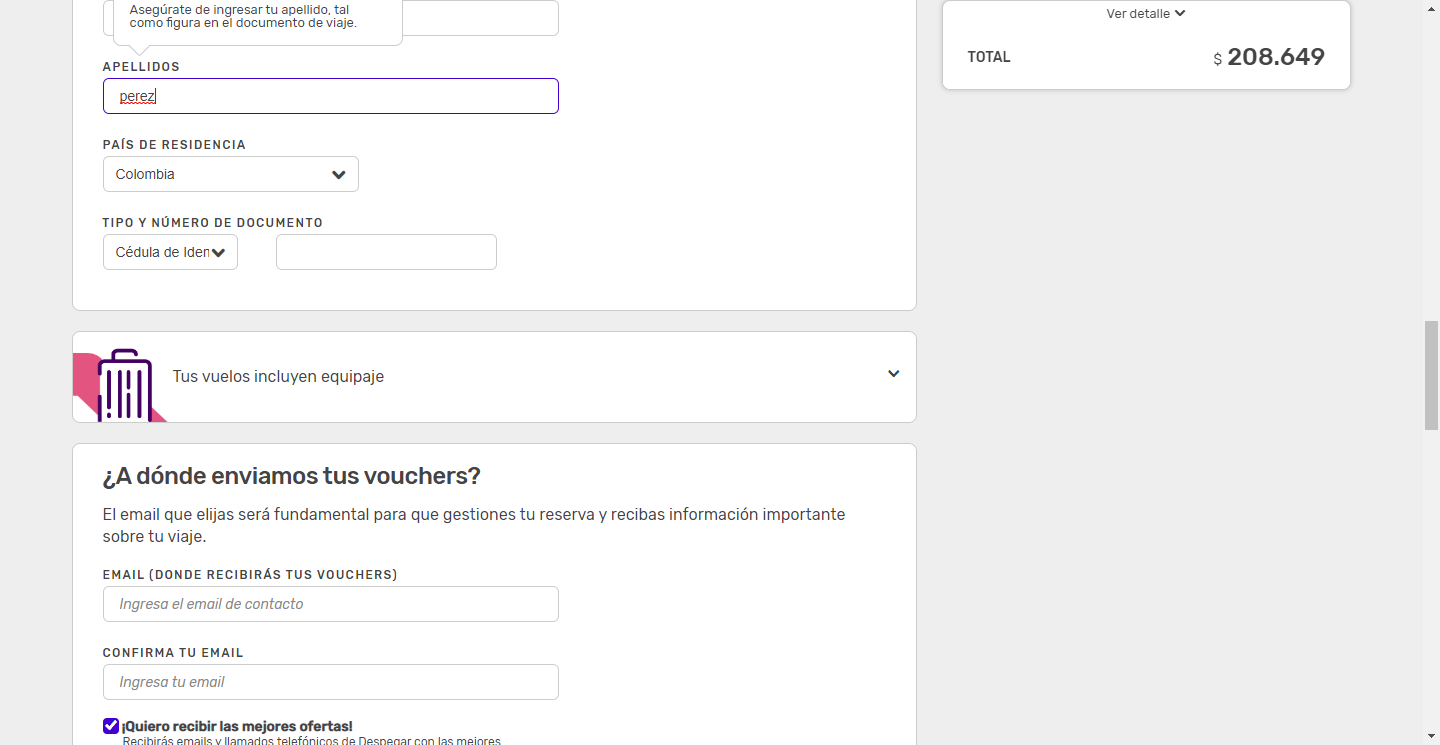 Asegúrate de ingresar tu apellido, tal
como figura en el documento de viaje.
APELLIDOS
perez
PAÍS DE RESIDENCIA
Colombia
TIPO Y NÚMERO DE DOCUMENTO
Cédula de Iden
Tus vuelos incluyen equipaje
¿A dónde enviamos tus vouchers?
El email que elijas será fundamental para que gestiones tu reserva y recibas información importante
sobre tu viaje.
EMAIL (DONDE RECIBIRÁS TUS VOUCHERS)
Ingresa el email de contacto
CONFIRMA TU EMAIL
Ingresa tu email
¡Quiero recibir las mejores ofertas!
Recibirás emails y llamados telefónicos de Despegar con las mejores
Ver detalle
TOTAL $ 208.649